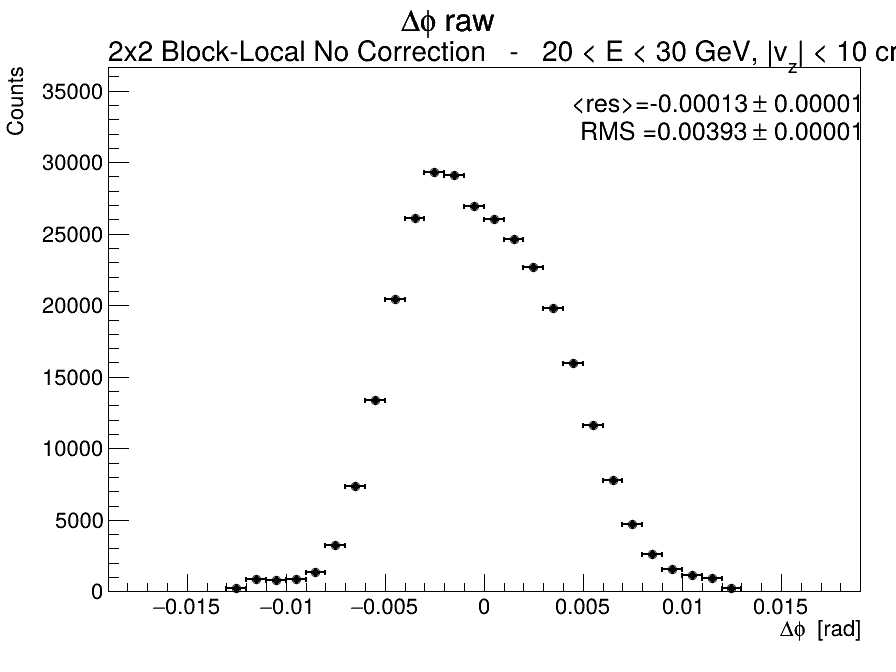 Δϕ raw
2x2 Block-Local No Correction - 20 < E < 30 GeV, |v_z| < 10 cm
Counts
<res>=-0.00013 ± 0.00001
RMS =0.00393 ± 0.00001
35000
30000
25000
20000
15000
10000
5000
0
−0.015 −0.01 −0.005 0 0.005 0.01 0.015
Δϕ [rad]